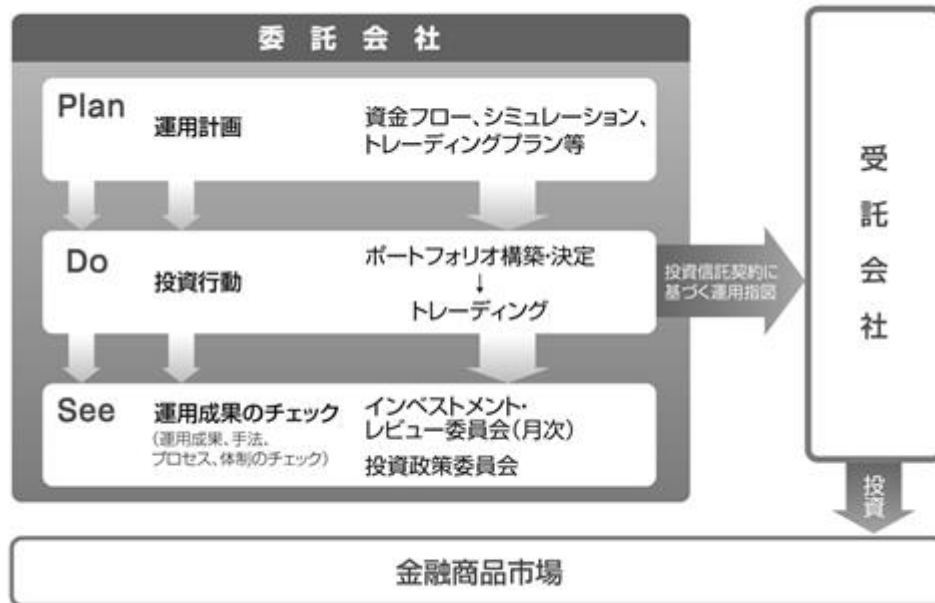 委託会社
Plan
運用計画
資金フロー、シミュレーション、
トレーディングプラン等
Do
投資行動
ポートフォリオ構築・決定
↓
トレーディング
投資信託契約に
基づく運用指図
受託会社
See
運用成果のチェック
(運用成果、手法、
プロセス、体制のチェック)
インベストメント・
レビュー委員会(月次)
投資政策委員会
投資
金融商品市場